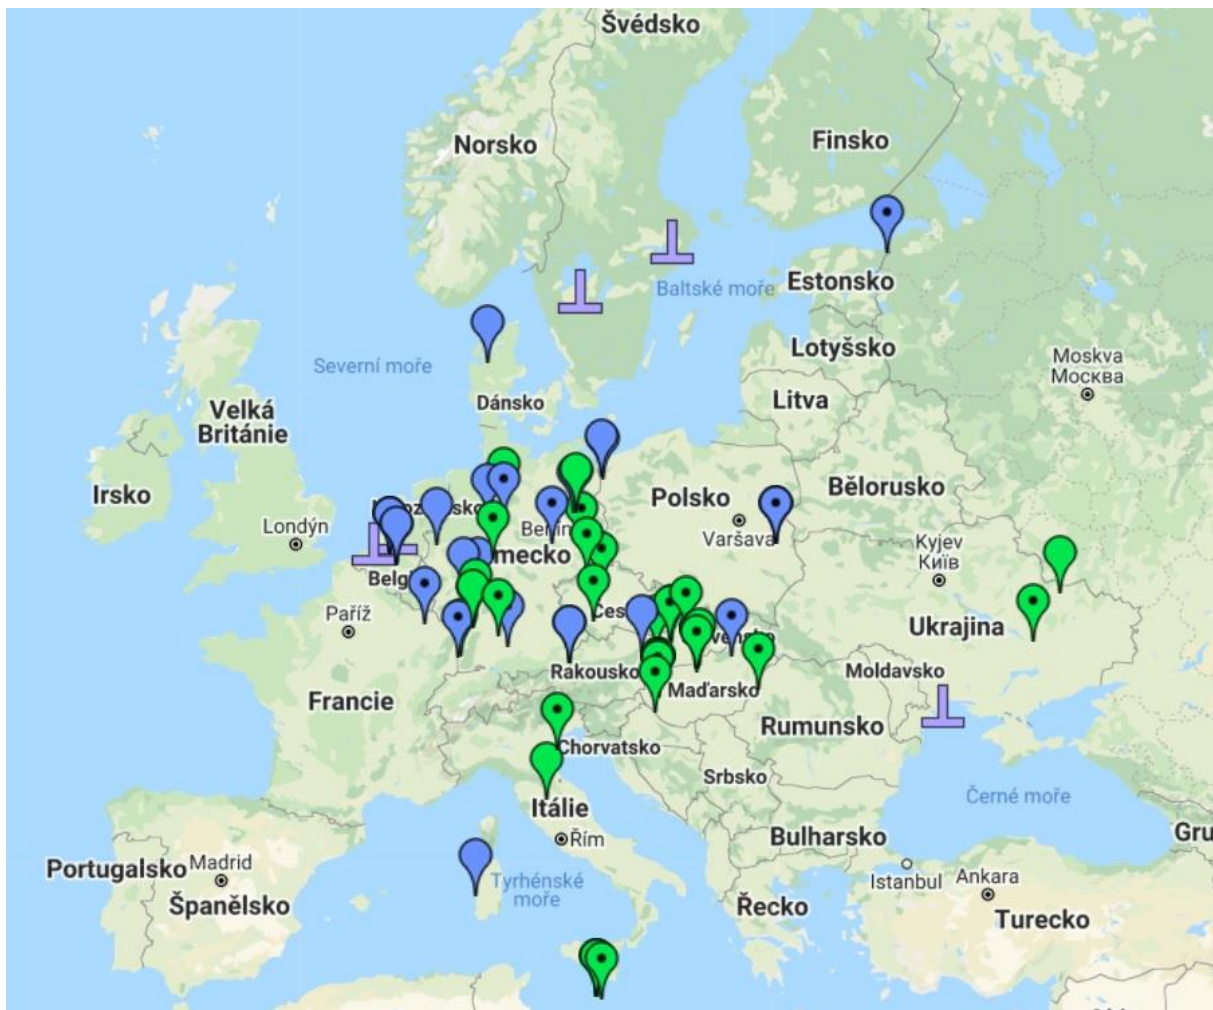 Švédsko
Norsko
Finsko
Estonsko
Baltské moře
Lotyšsko
Severní moře
Moskva
Москва
Dánsko
Litva
Velká
Británie
Irsko
Polsko
Bělorusko
Londýn
Varšava
Kyjev
Київ
Paříž
Ukrajina
Rakousko
Maďarsko
Moldavsko
Francie
Rumunsko
Chorvatsko
Srbsko
Černé moře
Itálie
Řím
Bulharsko
Gru
Portugalsko
Madrid
Istanbul
Ankara
Tyrhénské
moře
Španělsko
Řecko
Turecko